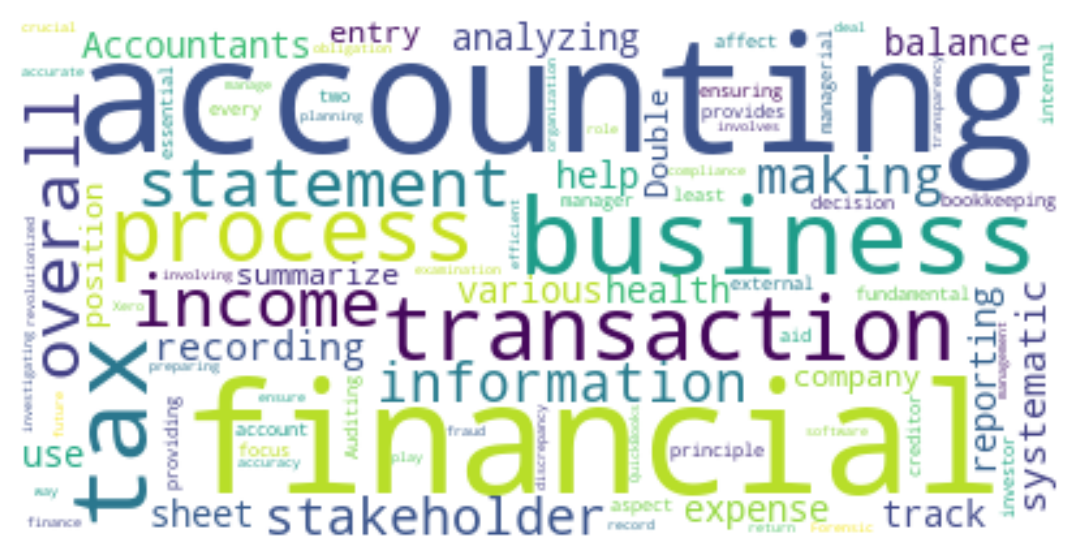 crucial
Accountants
entry
obligation
analyzing
affect
deal
balance
accurate
accounting
essential
manage
every
two
planning
organization
role
Double
ensuring
provides
involves
managerial
transparency
internal
overall
statement
help
manager
compliance
least
making
decision
bookkeeping
position
process
efficient
business
revolutionized
involving
summarize
examination
various
health
external
fundamental
Xero
income
transaction
investigating
recording
preparing
aid
reporting
management
systematic
tax
information
company
financial
future
use
providing
ensure
account
focus
accuracy
Auditing
fraud
play
discrepancy
QuickBooks
principle
software
creditor
investor
way
finance
sheet
stakeholder
aspect
record
expense
return
Forensic
track